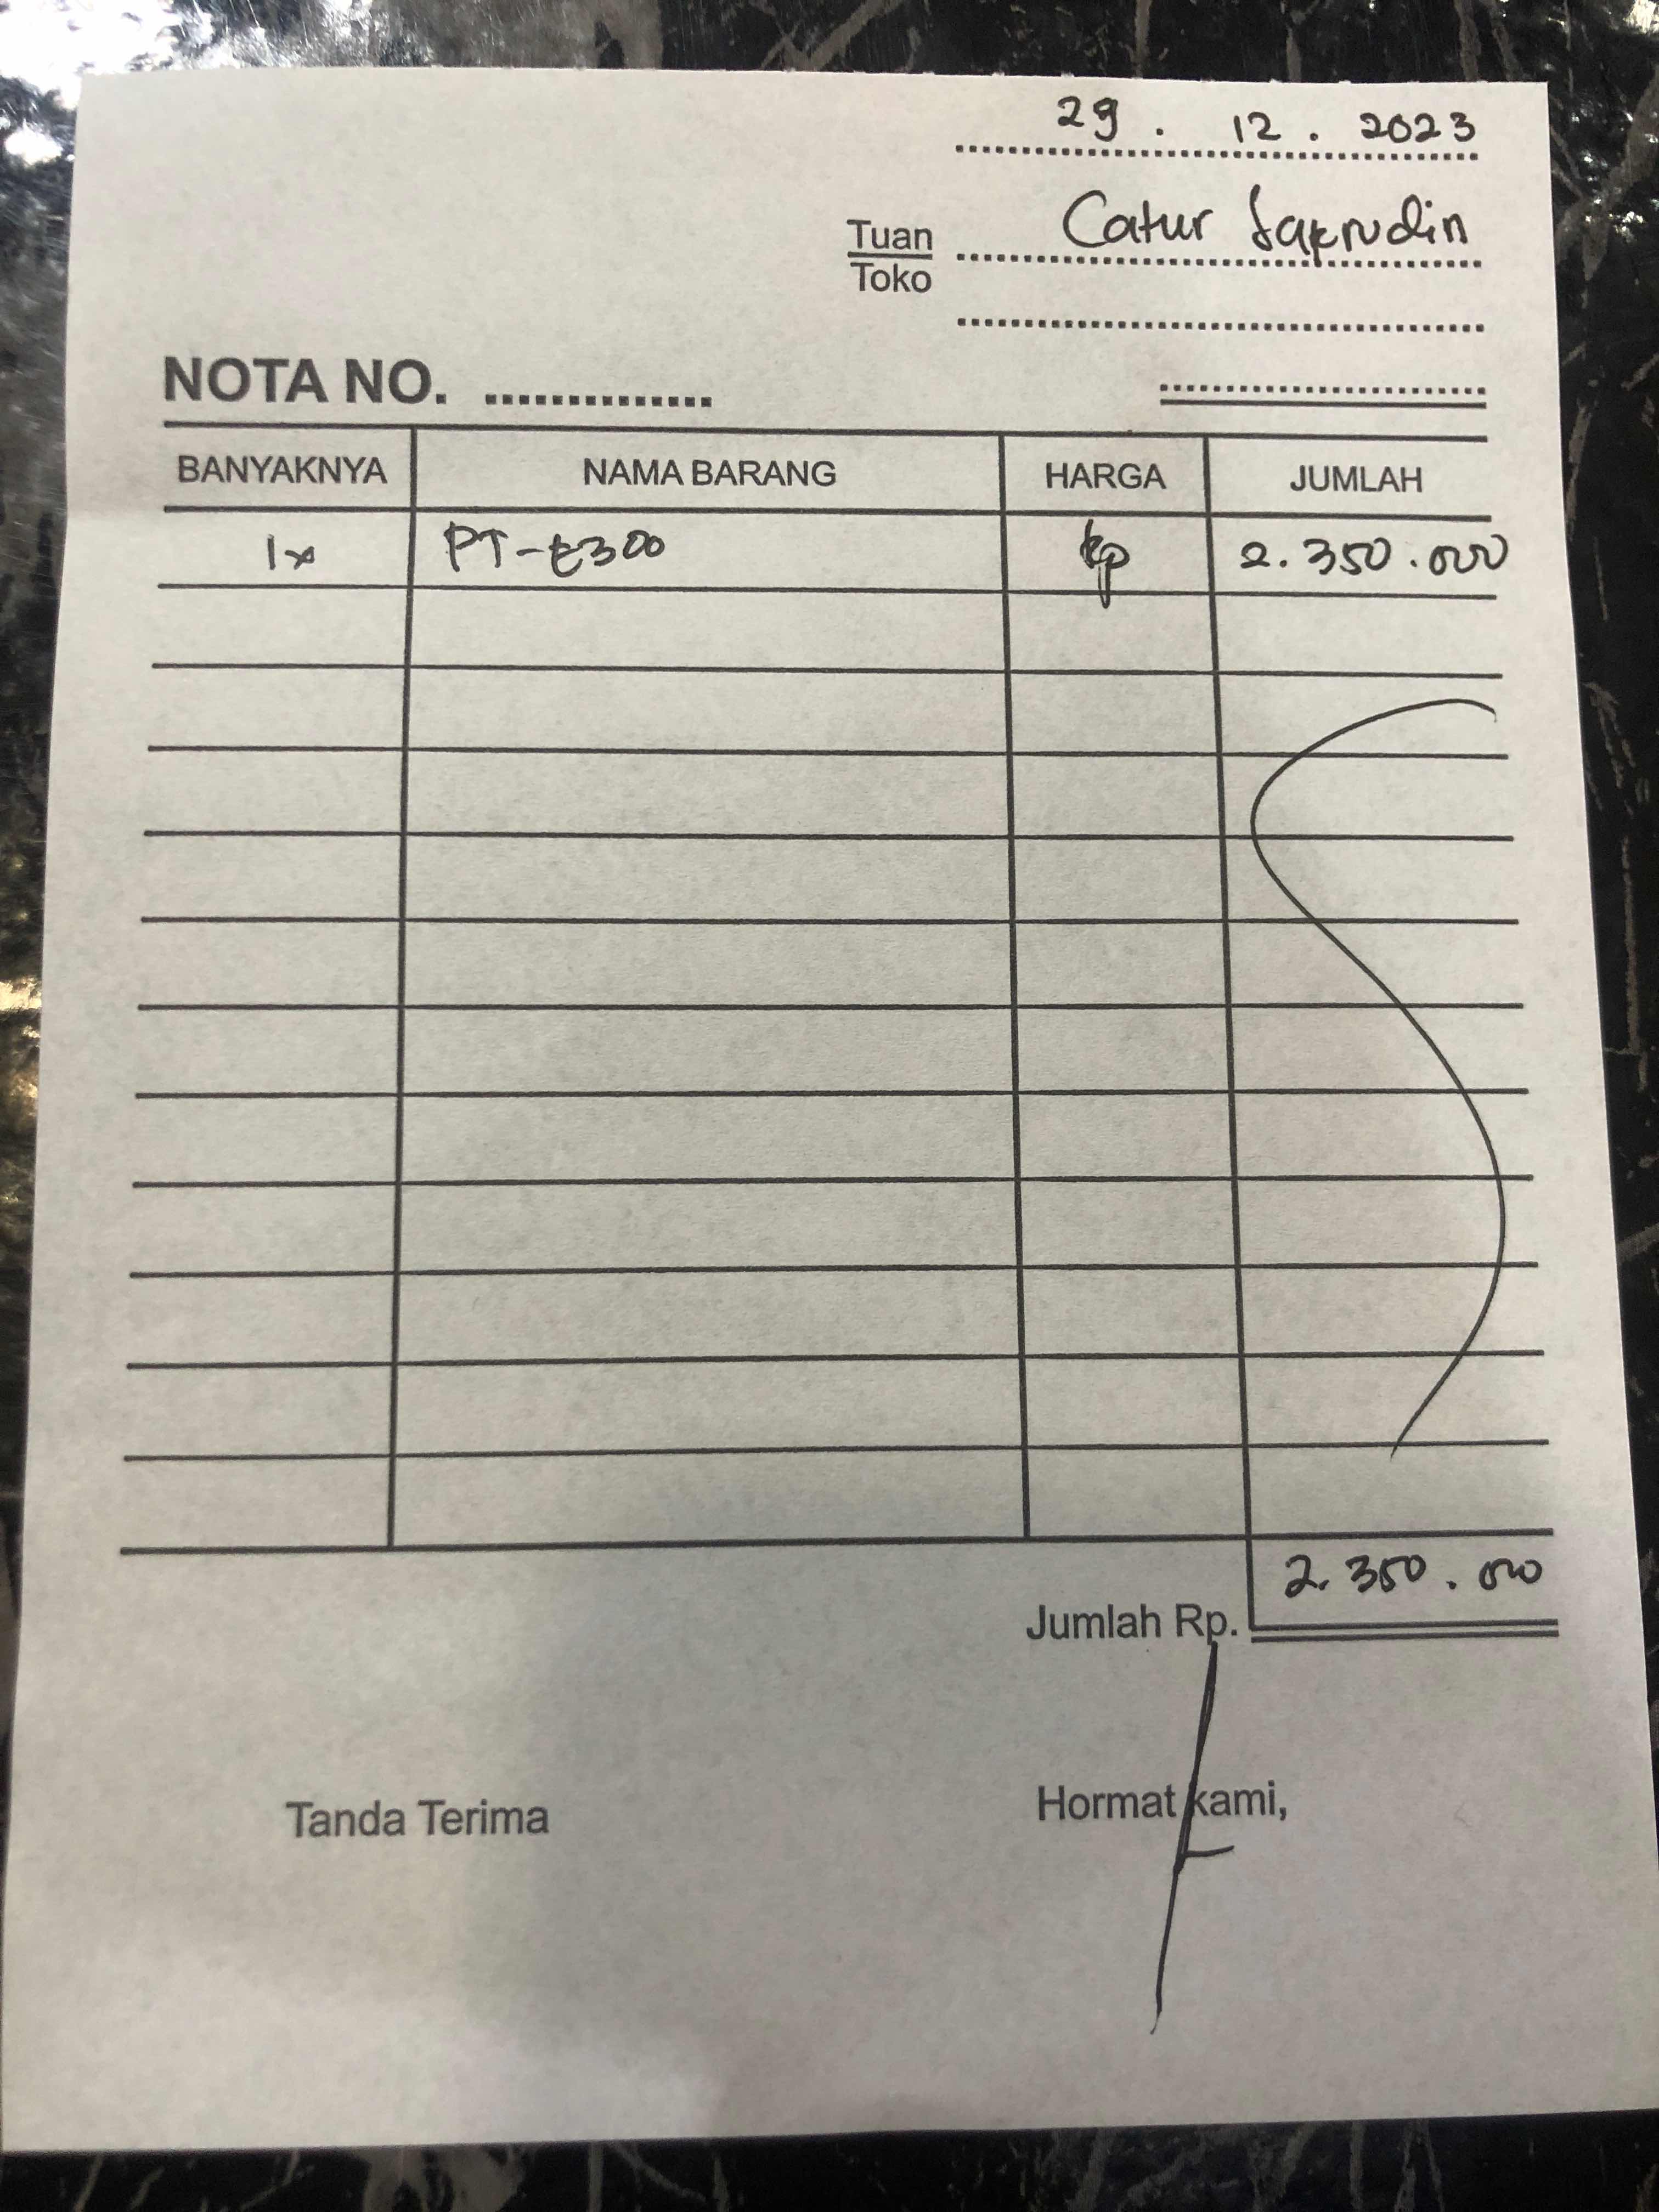 29 . 12 . 2023
Tuan Catur
Toko
NOTA NO. ..............
BANYAKNYA NAMA BARANG HARGA JUMLAH
1x PT-E300 Rp 2.350.000
2.350.000
Jumlah Rp.
Tanda Terima Hormat kami,